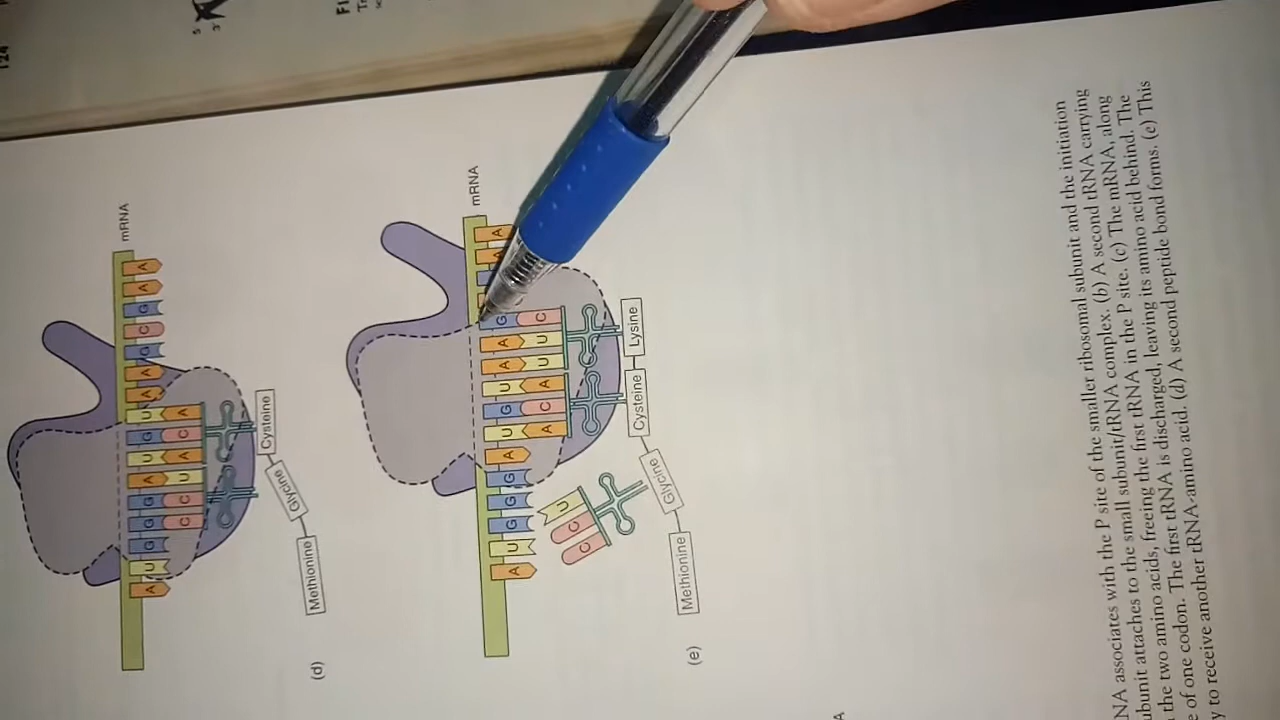 124
mRNA
A U G G G A U G U A A G C G A A
C C U A C A
Cysteine
Glycine
Methionine
(d)
mRNA
A U G G G A U G U A A G A
A C A U U C
C C U
Lysine
Cysteine
Glycine
Methionine
(e)
NA associates with the P site of the smaller ribosomal subunit and the initiation
ubunit attaches to the small subunit/tRNA complex. (b) A second tRNA carrying
the two amino acids, freeing the first tRNA in the P site. (c) The mRNA, along
e of one codon. The first tRNA is discharged, leaving its amino acid behind. The
y to receive another tRNA-amino acid. (d) A second peptide bond forms. (e) This